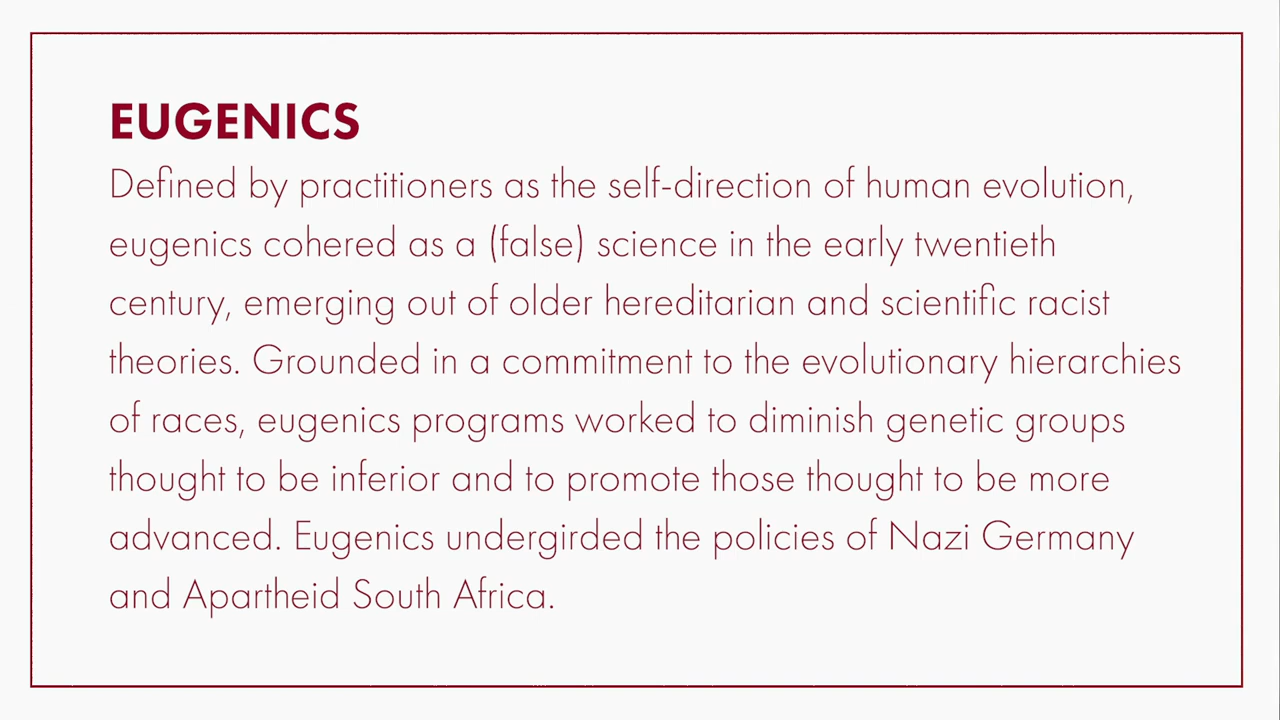 EUGENICS
Defined by practitioners as the self-direction of human evolution,
eugenics cohered as a (false) science in the early twentieth
century, emerging out of older hereditarian and scientific racist
theories. Grounded in a commitment to the evolutionary hierarchies
of races, eugenics programs worked to diminish genetic groups
thought to be inferior and to promote those thought to be more
advanced. Eugenics undergirded the policies of Nazi Germany
and Apartheid South Africa.